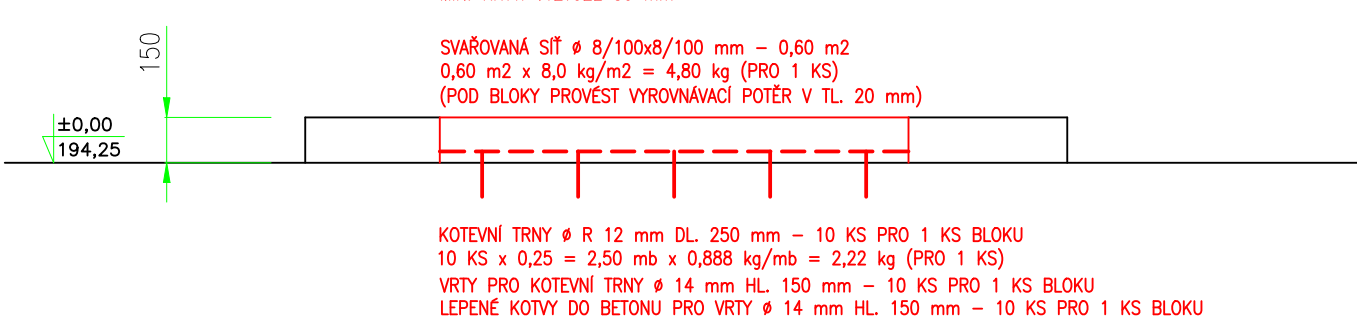 SVAŘOVANÁ SÍŤ ø 8/100x8/100 mm – 0,60 m2
0,60 m2 x 8,0 kg/m2 = 4,80 kg (PRO 1 KS)
(POD BLOKY PROVÉST VYROVNÁVACÍ POTĚR V TL. 20 mm)
150
±0,00
194,25
KOTEVNÍ TRNY ø R 12 mm DL. 250 mm – 10 KS PRO 1 KS BLOKU
10 KS x 0,25 = 2,50 mb x 0,888 kg/mb = 2,22 kg (PRO 1 KS)
VRTY PRO KOTEVNÍ TRNY ø 14 mm HL. 150 mm – 10 KS PRO 1 KS BLOKU
LEPENÉ KOTVY DO BETONU PRO VRTY ø 14 mm HL. 150 mm – 10 KS PRO 1 KS BLOKU